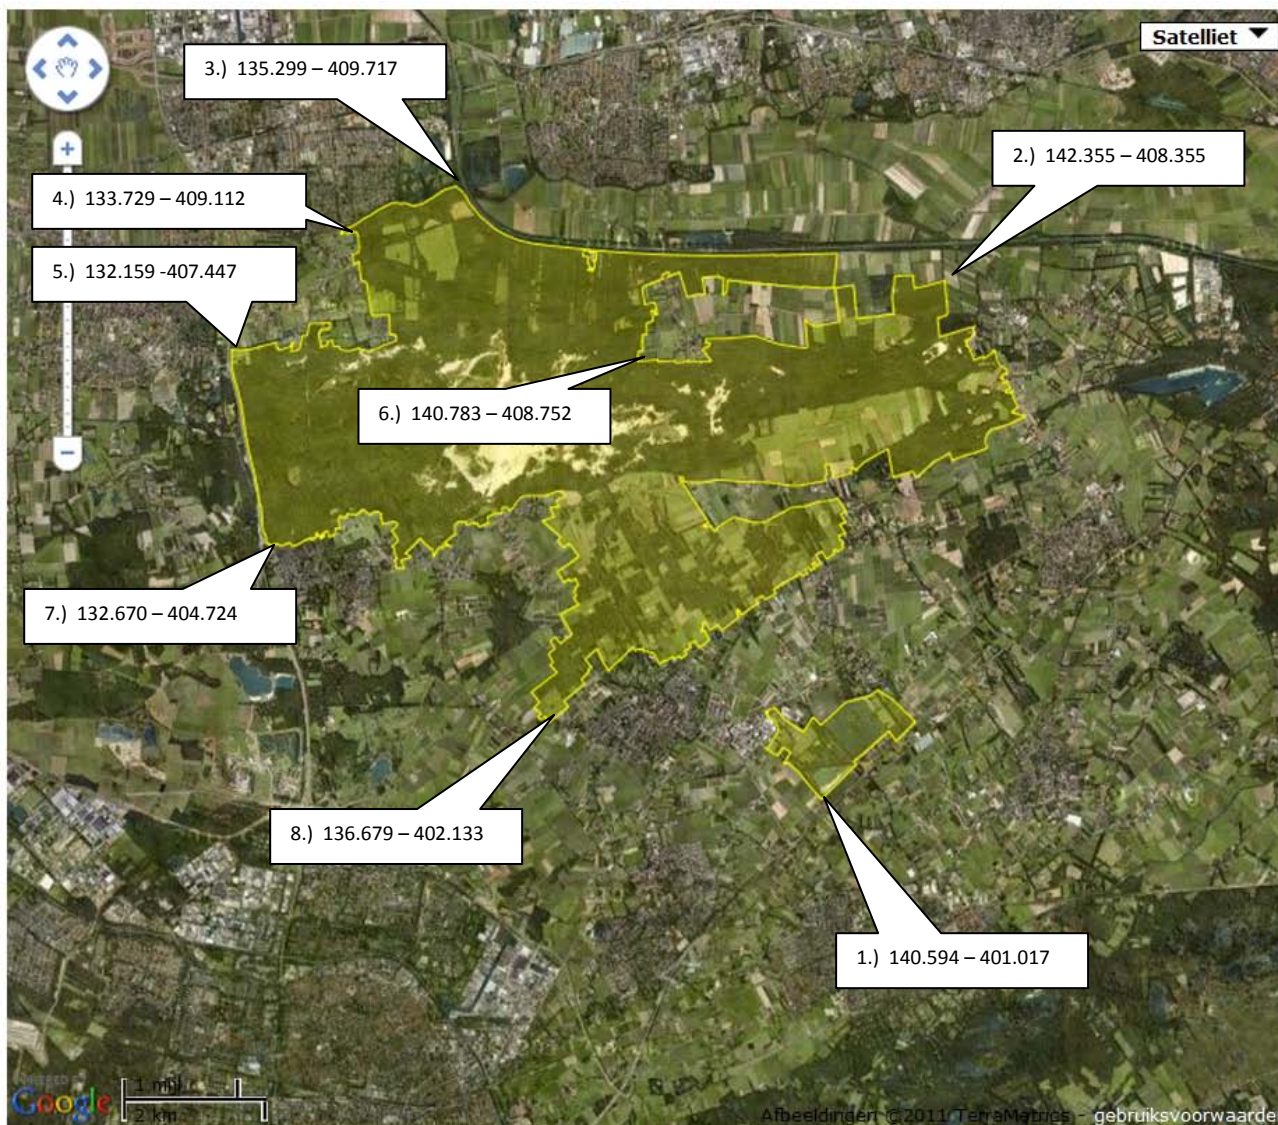 Satelliet
3.) 135.299 – 409.717
2.) 142.355 – 408.355
4.) 133.729 – 409.112
5.) 132.159 -407.447
6.) 140.783 – 408.752
7.) 132.670 – 404.724
8.) 136.679 – 402.133
1.) 140.594 – 401.017
POWERED BY
Google
1 mijl
2 km
Afbeeldingen ©2011 TerraMetrics - gebruiksvoorwaarde